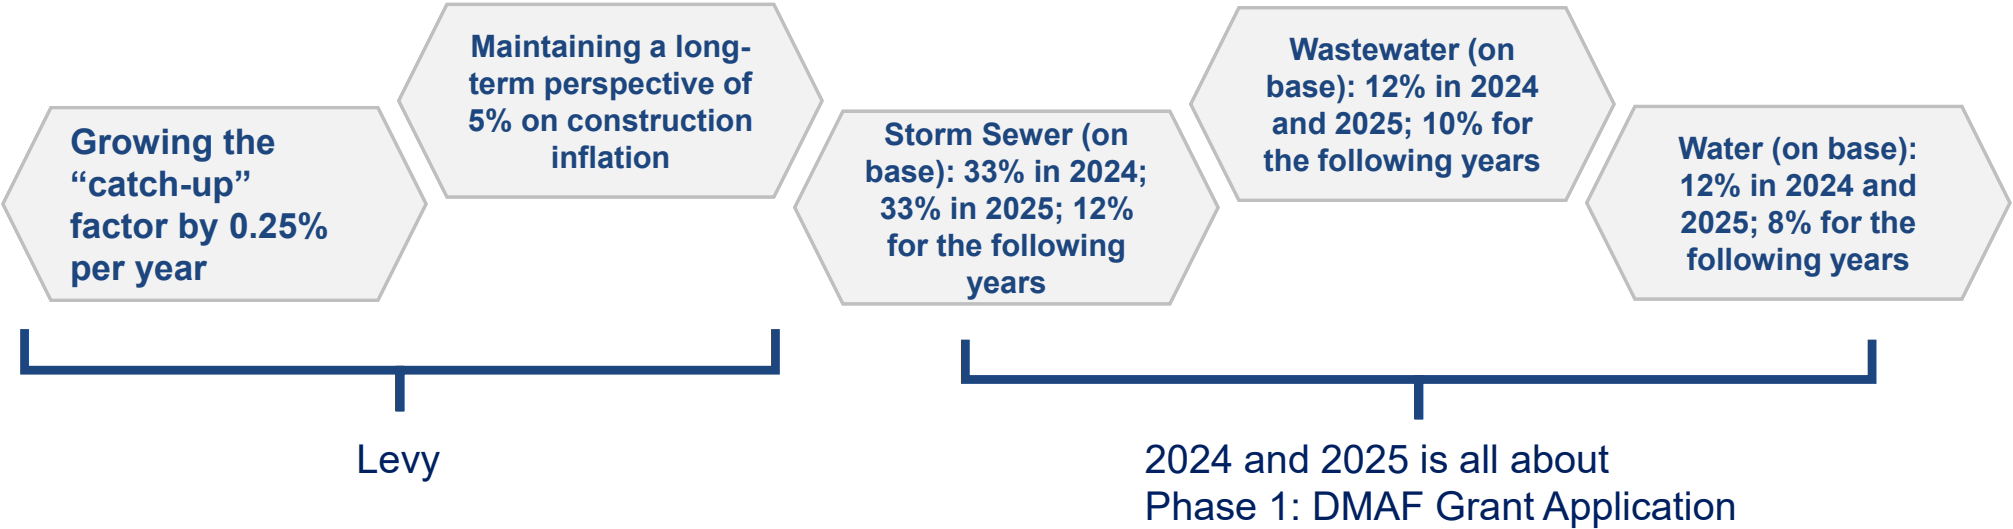 Growing the
“catch-up”
factor by 0.25%
per year
Maintaining a long-
term perspective of
5% on construction
inflation
Storm Sewer (on
base): 33% in 2024;
33% in 2025; 12%
for the following
years
Wastewater (on
base): 12% in 2024
and 2025; 10% for
the following years
Water (on base):
12% in 2024 and
2025; 8% for the
following years
Levy
2024 and 2025 is all about
Phase 1: DMAF Grant Application